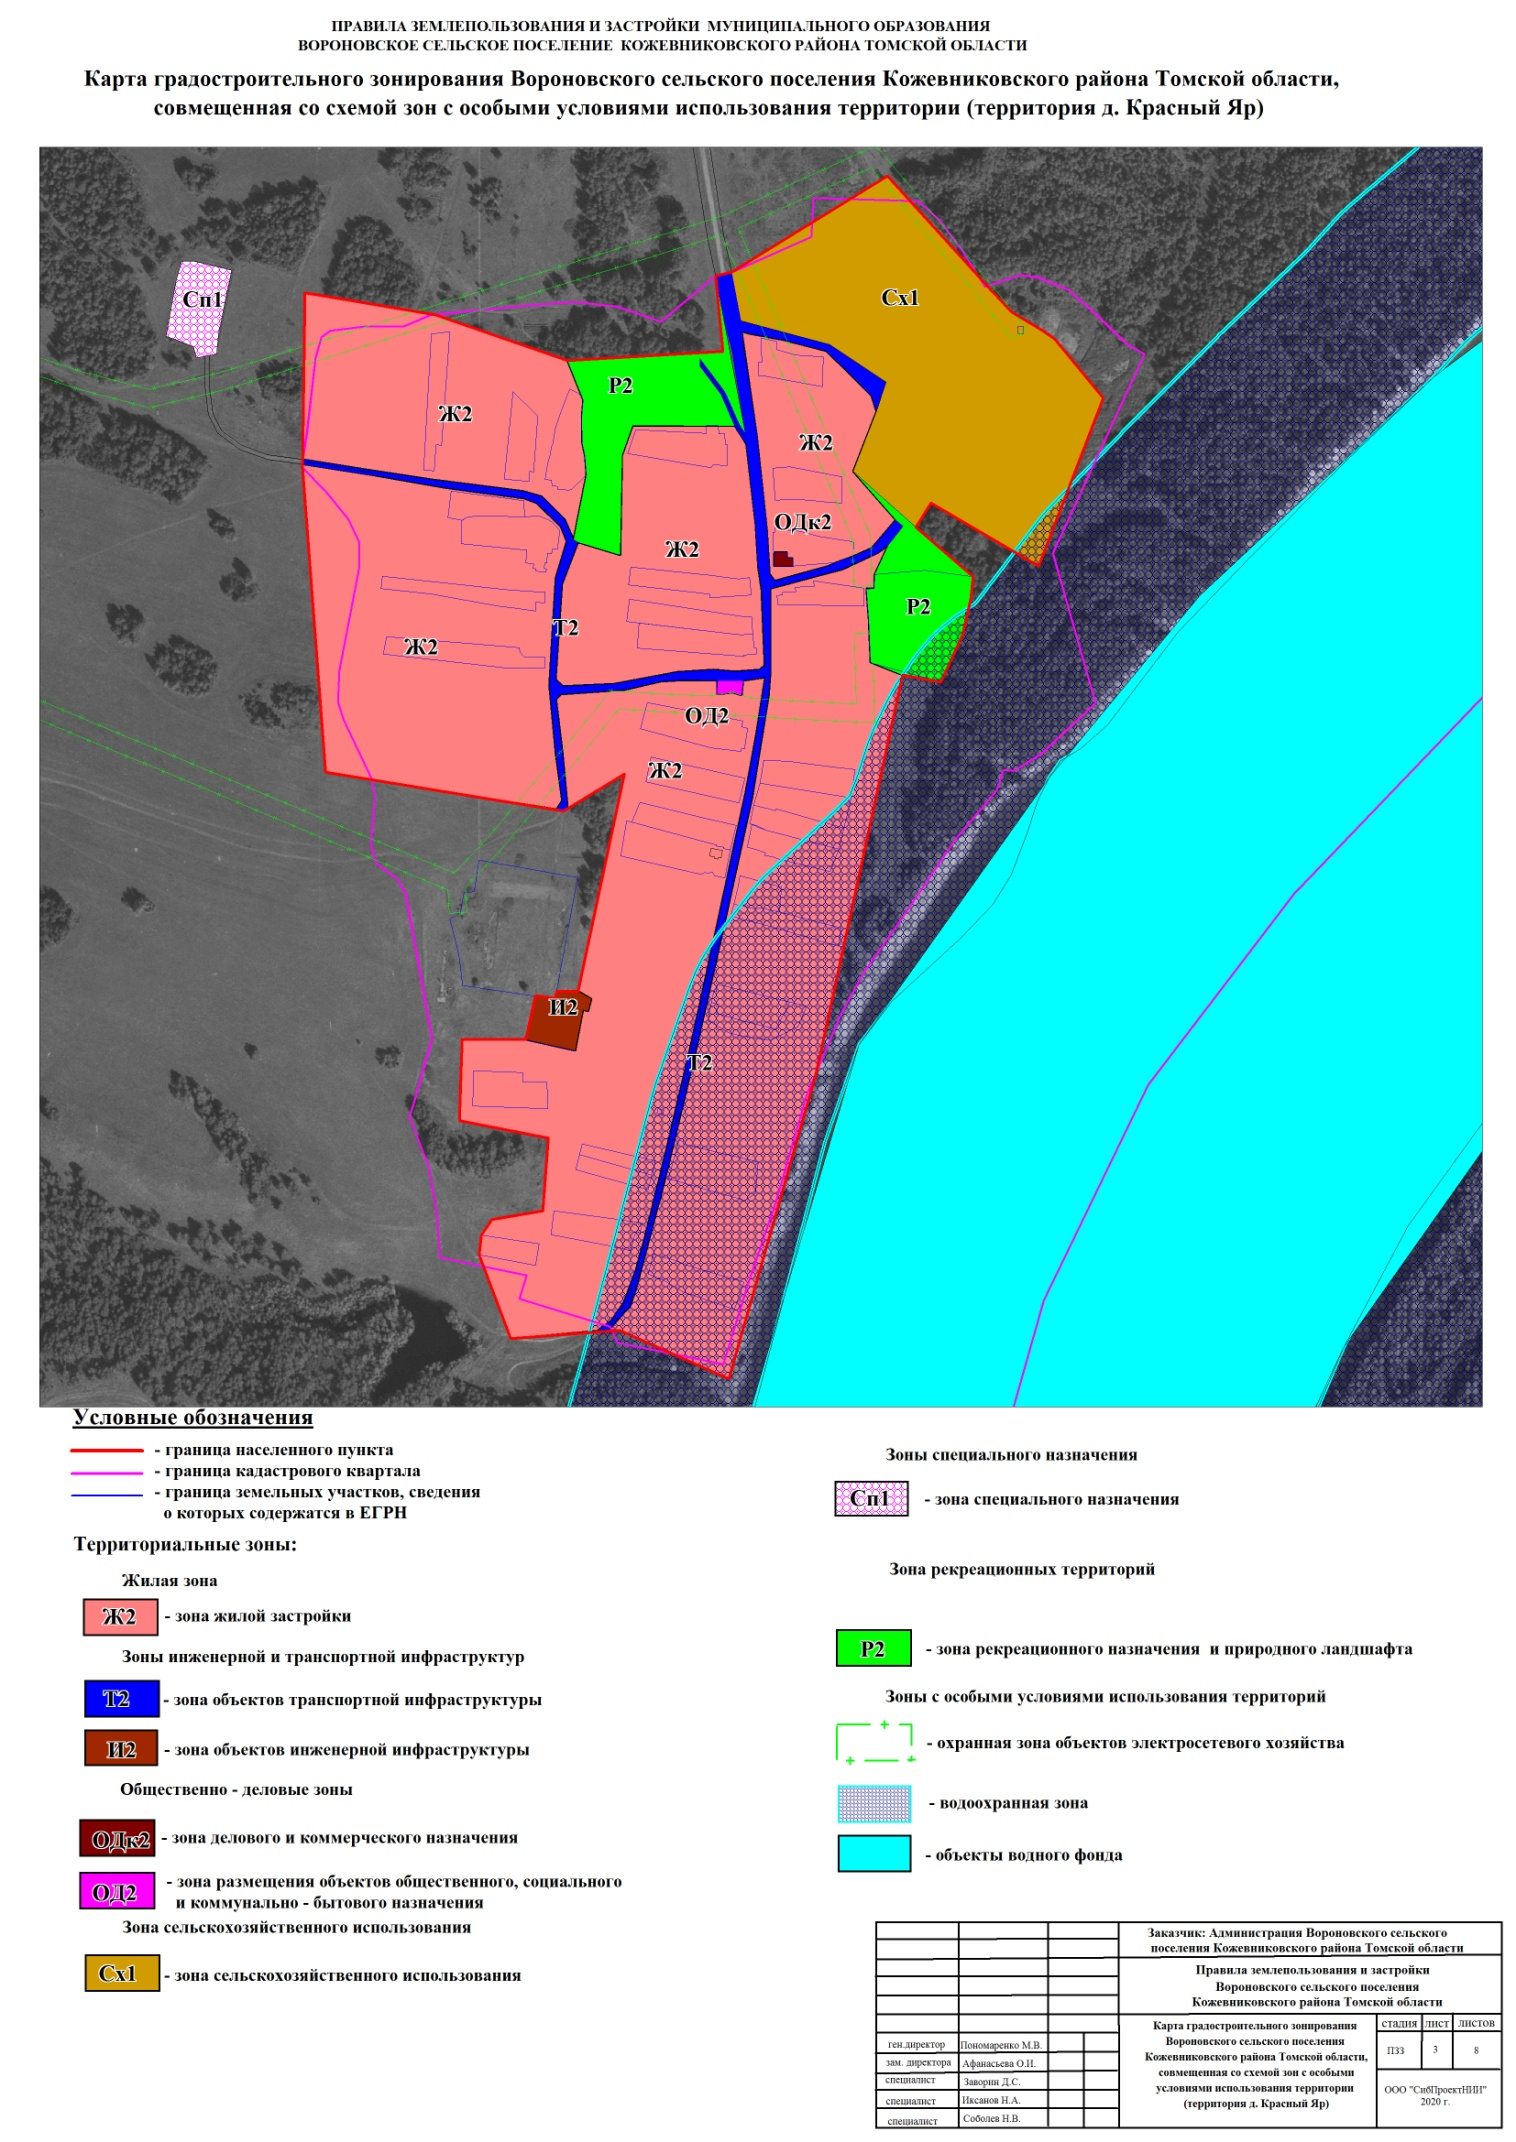 ПРАВИЛА ЗЕМЛЕПОЛЬЗОВАНИЯ И ЗАСТРОЙКИ МУНИЦИПАЛЬНОГО ОБРАЗОВАНИЯ
ВОРОНОВСКОЕ СЕЛЬСКОЕ ПОСЕЛЕНИЕ КОЖЕВНИКОВСКОГО РАЙОНА ТОМСКОЙ ОБЛАСТИ
Карта градостроительного зонирования Вороновского сельского поселения Кожевниковского района Томской области,
совмещенная со схемой зон с особыми условиями использования территории (территория д. Красный Яр)
Сп1
Сх1
Р2
Ж2
Ж2
ОДк2
Ж2
Р2
Т2
Ж2
ОД2
Ж2
И2
Т2
Условные обозначения
- граница населенного пункта
- граница кадастрового квартала
- граница земельных участков, сведения
о которых содержатся в ЕГРН
Территориальные зоны:
Жилая зона
Ж2 - зона жилой застройки
Зоны инженерной и транспортной инфраструктур
Т2 - зона объектов транспортной инфраструктуры
И2 - зона объектов инженерной инфраструктуры
Общественно - деловые зоны
ОДк2 - зона делового и коммерческого назначения
ОД2 - зона размещения объектов общественного, социального
и коммунально - бытового назначения
Зона сельскохозяйственного использования
Сх1 - зона сельскохозяйственного использования
Зоны специального назначения
Сп1 - зона специального назначения
Зона рекреационных территорий
Р2 - зона рекреационного назначения и природного ландшафта
Зоны с особыми условиями использования территорий
- охранная зона объектов электросетевого хозяйства
- водоохранная зона
- объекты водного фонда
Заказчик: Администрация Вороновского сельского
поселения Кожевниковского района Томской области
Правила землепользования и застройки
Вороновского сельского поселения
Кожевниковского района Томской области
Карта градостроительного зонирования
Вороновского сельского поселения
Кожевниковского района Томской области,
совмещенная со схемой зон с особыми
условиями использования территории
(территория д. Красный Яр)
стадия лист листов
ПЗЗ 3 8
ООО "СибПроектНИИ"
2020 г.
ген.директор Пономаренко М.В.
зам. директора Афанасьева О.И.
специалист Заворин Д.С.
специалист Иксанов Н.А.
специалист Соболев Н.В.